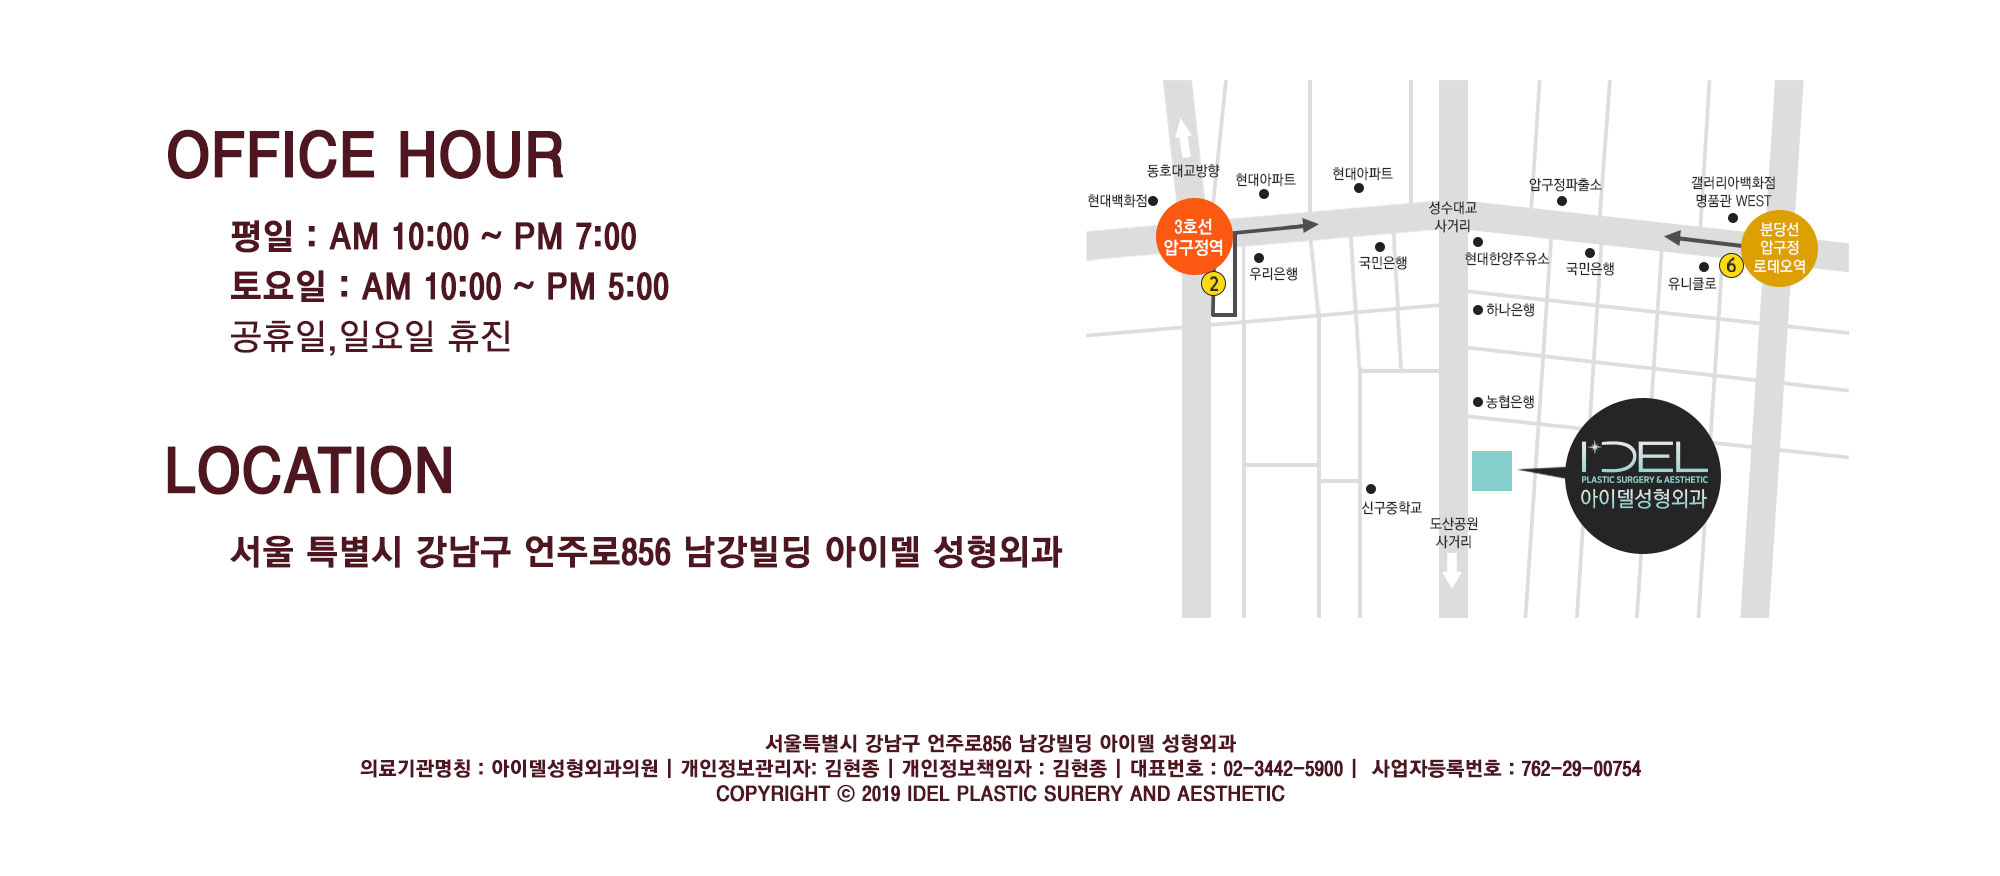 OFFICE HOUR
평일 : AM 10:00 ~ PM 7:00
토요일 : AM 10:00 ~ PM 5:00
공휴일,일요일 휴진
LOCATION
서울 특별시 강남구 언주로856 남강빌딩 아이델 성형외과
동호대교방향
현대백화점
현대아파트
현대아파트
3호선
압구정역
2
우리은행
국민은행
성수대교
사거리
현대한양주유소
압구정파출소
국민은행
갤러리아백화점
명품관 WEST
분당선
압구정
로데오역
6
유니클로
하나은행
농협은행
IDEL
PLASTIC SURGERY & AESTHETIC
아이델성형외과
신구중학교
도산공원
사거리
서울특별시 강남구 언주로856 남강빌딩 아이델 성형외과
의료기관명칭 : 아이델성형외과의원 | 개인정보관리자: 김현종 | 개인정보책임자 : 김현종 | 대표번호 : 02-3442-5900 | 사업자등록번호 : 762-29-00754
COPYRIGHT ⓒ 2019 IDEL PLASTIC SURERY AND AESTHETIC